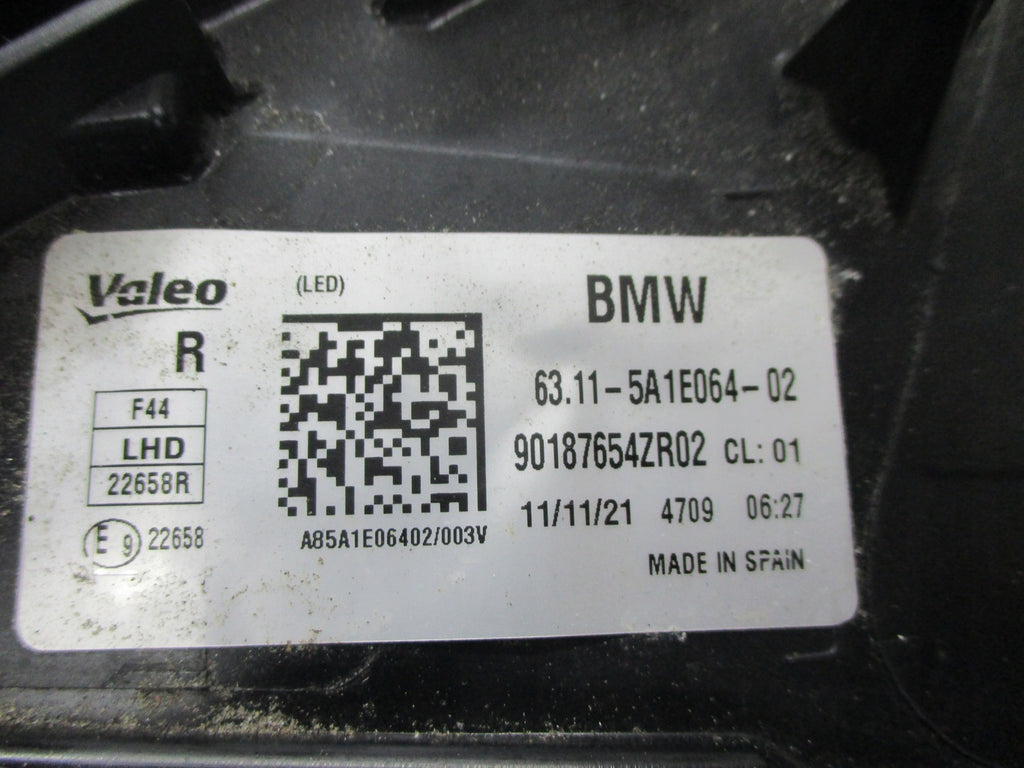 Valeo
(LED)
BMW
R
F44
LHD
22658R
E9 22658
A85A1E06402/003V
63.11-5A1E064-02
90187654ZR02 CL: 01
11/11/21 4709 06:27
MADE IN SPAIN